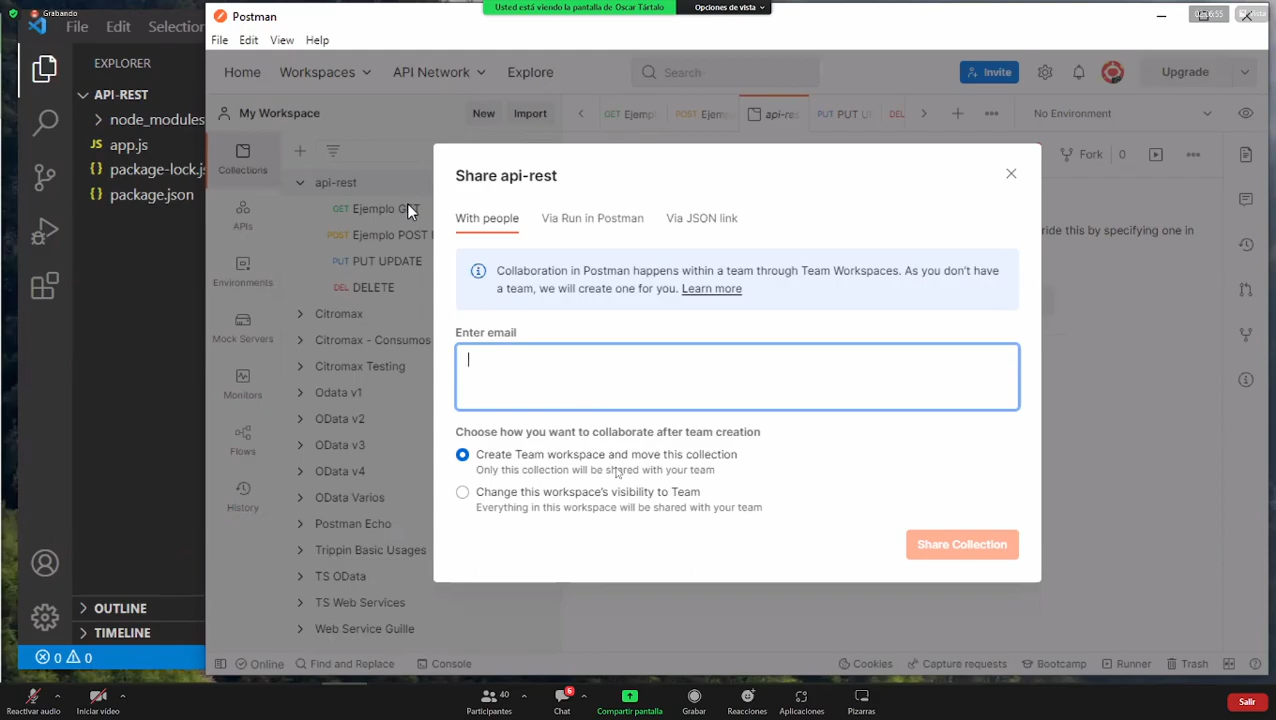 Grabando
Usted está viendo la pantalla de Oscar Tártalo
Opciones de vista
File Edit Selection
EXPLORER
API-REST
node_modules
app.js
package-lock.js
package.json
OUTLINE
TIMELINE
0 0
Postman
File Edit View Help
Home Workspaces API Network Explore
Search
Invite
Upgrade
My Workspace
New Import
GET Ejempl
POST Ejemp
api-res
PUT PUT U
DEL
No Environment
Collections
APIs
Environments
Mock Servers
Monitors
Flows
History
api-rest
GET Ejemplo GET
POST Ejemplo POST
PUT PUT UPDATE
DEL DELETE
Citromax
Citromax - Consumos
Citromax Testing
Odata v1
OData v2
OData v3
OData v4
OData Varios
Postman Echo
Trippin Basic Usages
TS OData
TS Web Services
Web Service Guille
Fork 0
ride this by specifying one in
Share api-rest
With people Via Run in Postman Via JSON link
Collaboration in Postman happens within a team through Team Workspaces. As you don't have
a team, we will create one for you. Learn more
Enter email
Choose how you want to collaborate after team creation
Create Team workspace and move this collection
Only this collection will be shared with your team
Change this workspace's visibility to Team
Everything in this workspace will be shared with your team
Share Collection
Online Find and Replace Console
Cookies Capture requests Bootcamp Runner Trash
Reactivar audio
Iniciar vídeo
40
Participantes
6
Chat
Compartir pantalla
Grabar
Reacciones
Aplicaciones
Pizarras
Salir